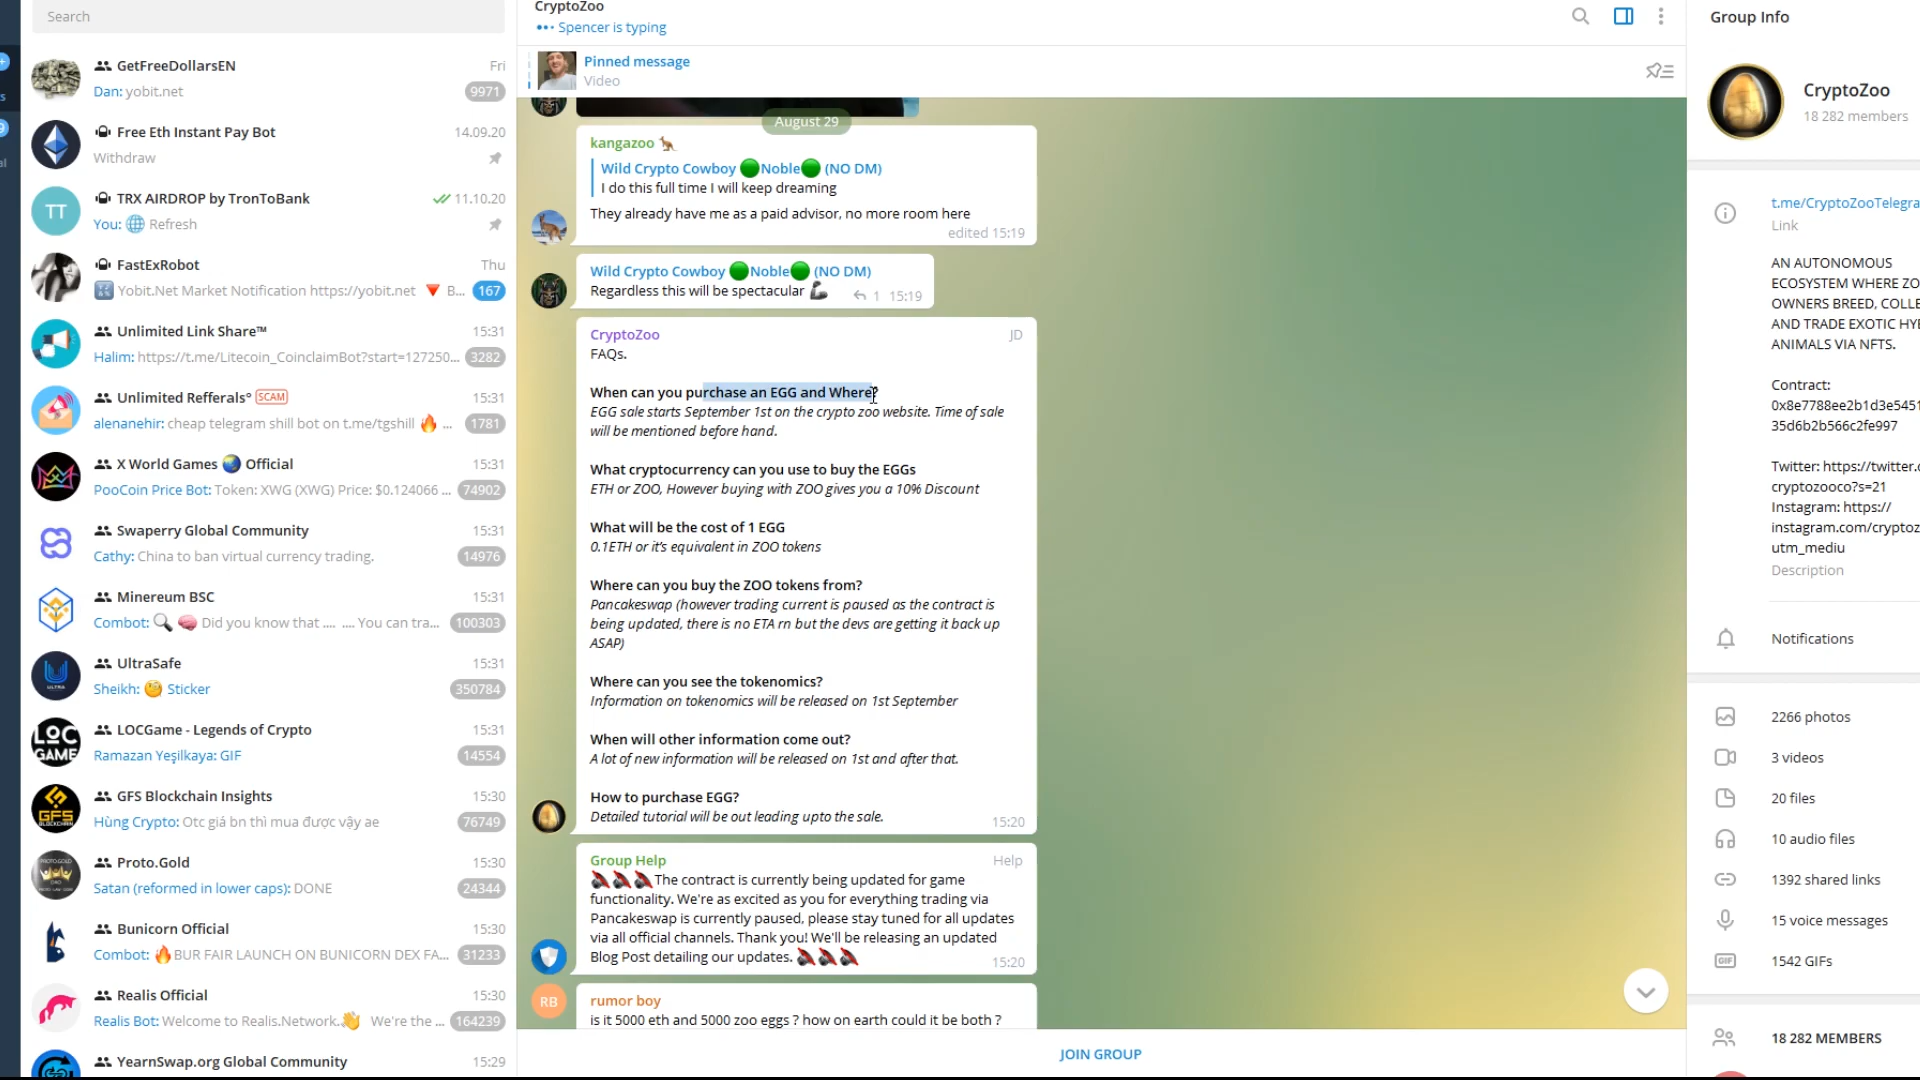 Search
GetFreeDollarsEN
Fri
Dan: yobit.net
9971
Free Eth Instant Pay Bot
14.09.20
Withdraw
TT
TRX AIRDROP by TronToBank
11.10.20
You: 🌐 Refresh
FastExRobot
Thu
Yobit.Net Market Notification https://yobit.net 🔻 B...
167
Unlimited Link Share™
15:31
Halim: https://t.me/Litecoin_CoinclaimBot?start=127250...
3282
Unlimited Refferals° SCAM
15:31
alenanehir: cheap telegram shill bot on t.me/tgshill 🔥 ...
1781
X World Games 🌏 Official
15:31
PooCoin Price Bot: Token: XWG (XWG) Price: $0.124066 ...
74902
Swaperry Global Community
15:31
Cathy: China to ban virtual currency trading.
14976
Minereum BSC
15:31
Combot: 🔍 🧠 Did you know that .... .... You can tra...
100303
ULTRA
UltraSafe
15:31
Sheikh: 🧐 Sticker
350784
LOC
GAME
LOCGame - Legends of Crypto
15:31
Ramazan Yeşilkaya: GIF
14554
GFS
BLOCKCHAIN
GFS Blockchain Insights
15:30
Hùng Crypto: Otc giá bn thì mua được vậy ae
76749
Proto.Gold
15:30
Satan (reformed in lower caps): DONE
24344
Bunicorn Official
15:30
Combot: 🔥BUR FAIR LAUNCH ON BUNICORN DEX FA...
31233
Realis Official
15:30
Realis Bot: Welcome to Realis.Network.👋 We're the ...
164239
YearnSwap.org Global Community
15:29
CryptoZoo
Spencer is typing
Pinned message
Video
August 29
kangazoo 🦘
Wild Crypto Cowboy 🟢Noble🟢 (NO DM)
I do this full time I will keep dreaming
They already have me as a paid advisor, no more room here
edited 15:19
Wild Crypto Cowboy 🟢Noble🟢 (NO DM)
Regardless this will be spectacular 💪
1 15:19
CryptoZoo
JD
FAQs.
When can you purchase an EGG and Where?
EGG sale starts September 1st on the crypto zoo website. Time of sale
will be mentioned before hand.
What cryptocurrency can you use to buy the EGGs
ETH or ZOO, However buying with ZOO gives you a 10% Discount
What will be the cost of 1 EGG
0.1ETH or it's equivalent in ZOO tokens
Where can you buy the ZOO tokens from?
Pancakeswap (however trading current is paused as the contract is
being updated, there is no ETA rn but the devs are getting it back up
ASAP)
Where can you see the tokenomics?
Information on tokenomics will be released on 1st September
When will other information come out?
A lot of new information will be released on 1st and after that.
How to purchase EGG?
Detailed tutorial will be out leading upto the sale.
15:20
Group Help
Help
The contract is currently being updated for game
functionality. We're as excited as you for everything trading via
Pancakeswap is currently paused, please stay tuned for all updates
via all official channels. Thank you! We'll be releasing an updated
Blog Post detailing our updates.
15:20
RB
rumor boy
is it 5000 eth and 5000 zoo eggs ? how on earth could it be both ?
JOIN GROUP
Group Info
CryptoZoo
18 282 members
t.me/CryptoZooTelegra
Link
AN AUTONOMOUS
ECOSYSTEM WHERE ZO
OWNERS BREED, COLLE
AND TRADE EXOTIC HY
ANIMALS VIA NFTS.
Contract:
0x8e7788ee2b1d3e5451
35d6b2b566c2fe997
Twitter: https://twitter.c
cryptozooco?s=21
Instagram: https://
instagram.com/cryptoz
utm_mediu
Description
Notifications
2266 photos
3 videos
20 files
10 audio files
1392 shared links
15 voice messages
GIF
1542 GIFs
18 282 MEMBERS